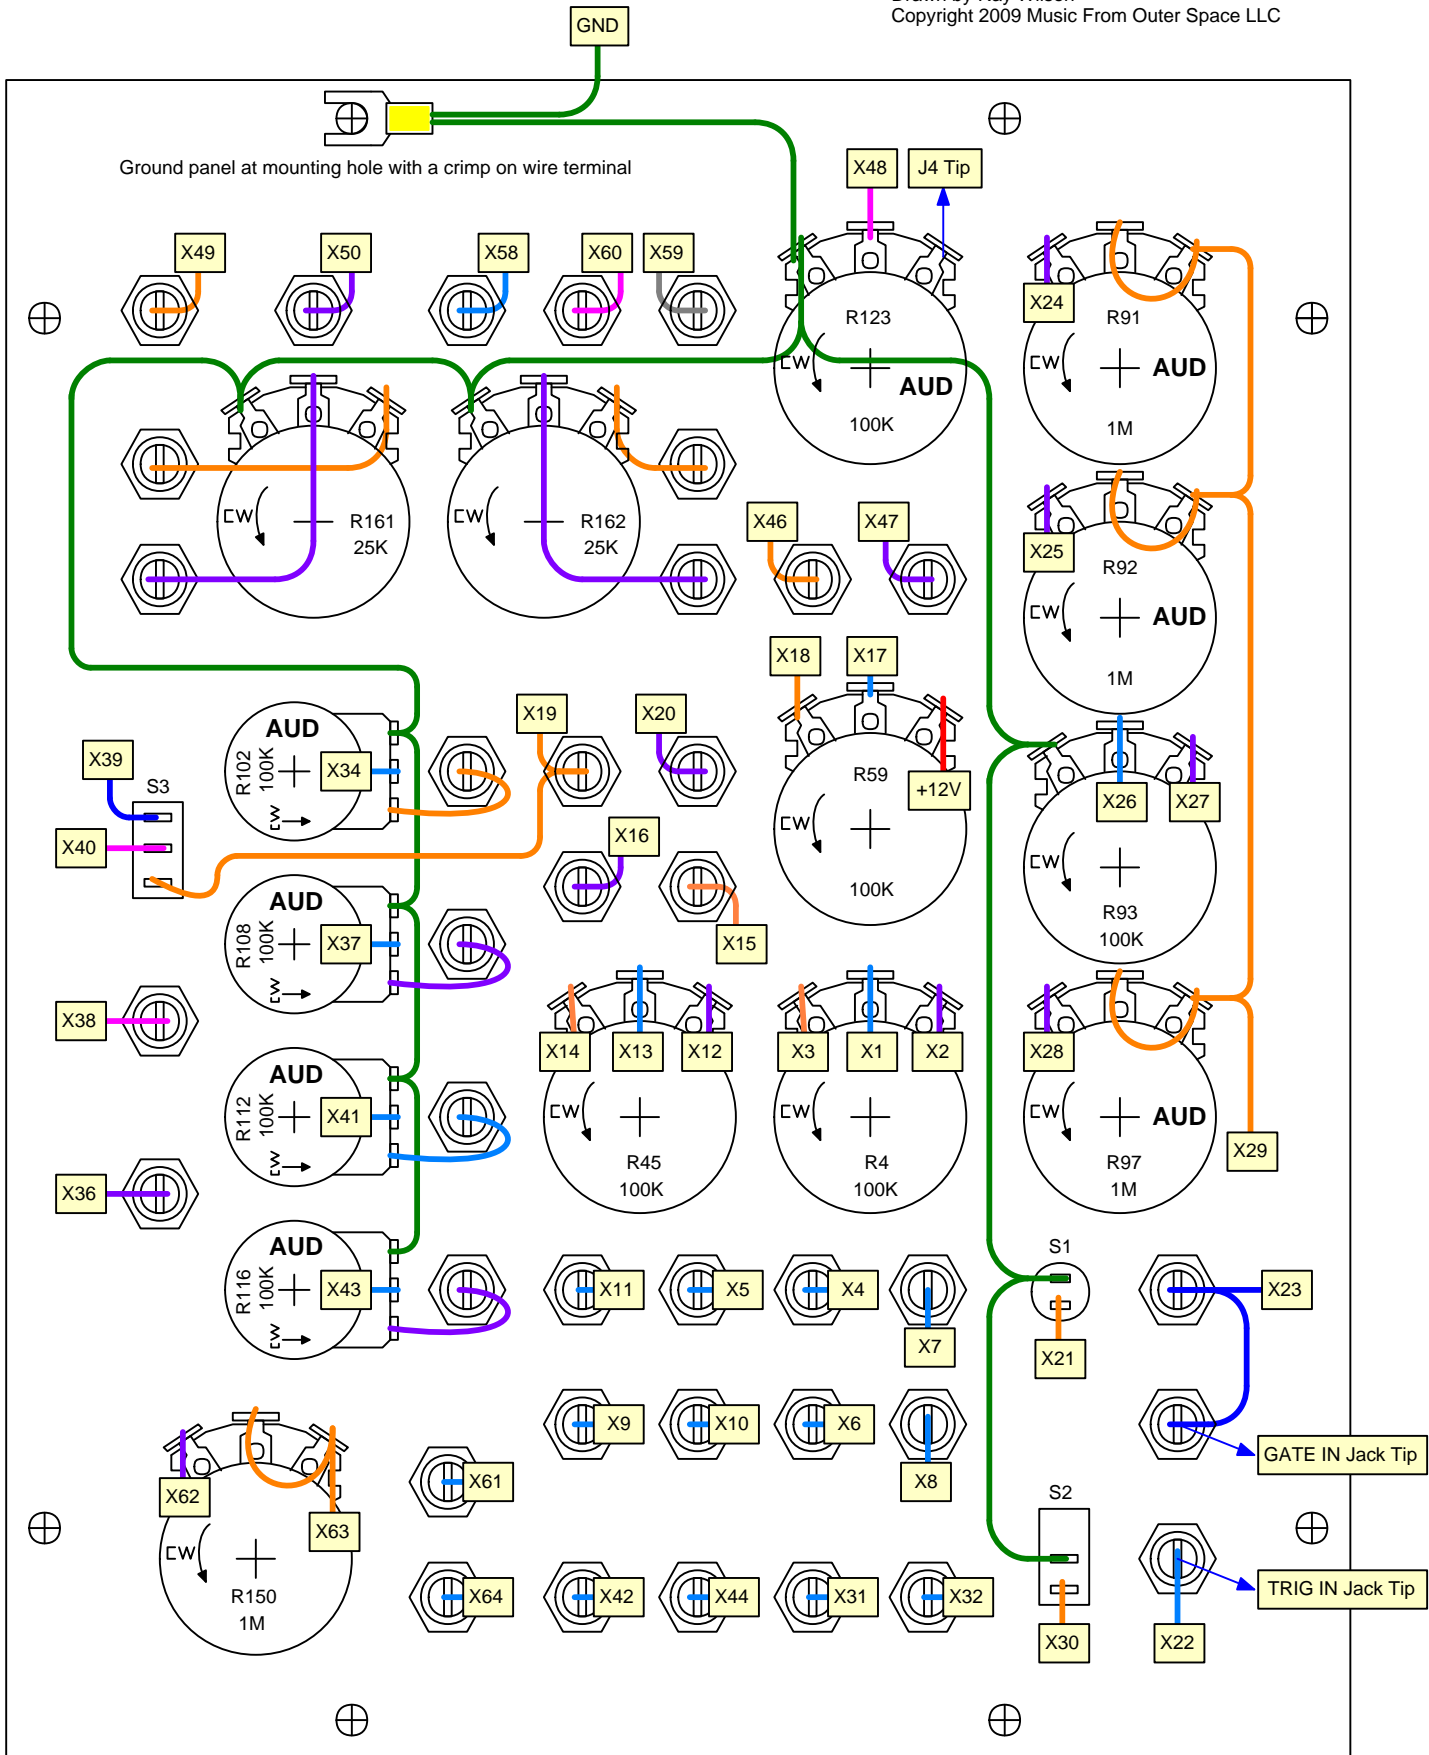 Copyright 2009 Music From Outer Space LLC
GND
Ground panel at mounting hole with a crimp on wire terminal
X48
J4 Tip
X49
X50
X58
X60
X59
X24
R123
CW
AUD
100K
R91
CW
AUD
1M
R161
25K
CW
R162
25K
CW
X46
X47
X25
R92
CW
AUD
1M
X18
X17
X19
X20
R59
CW
+12V
100K
X26
X27
CW
R93
100K
X39
S3
X40
AUD
R102
100K
X34
CW
X16
X15
AUD
R108
100K
X37
CW
X38
X14
X13
X12
CW
R45
100K
X3
X1
X2
CW
R4
100K
X28
CW
AUD
R97
1M
X29
AUD
R112
100K
X41
CW
X36
AUD
R116
100K
X43
CW
X11
X5
X4
X7
S1
X21
X23
X9
X10
X6
X8
GATE IN Jack Tip
X62
X63
CW
R150
1M
X61
S2
X64
X42
X44
X31
X32
X30
X22
TRIG IN Jack Tip